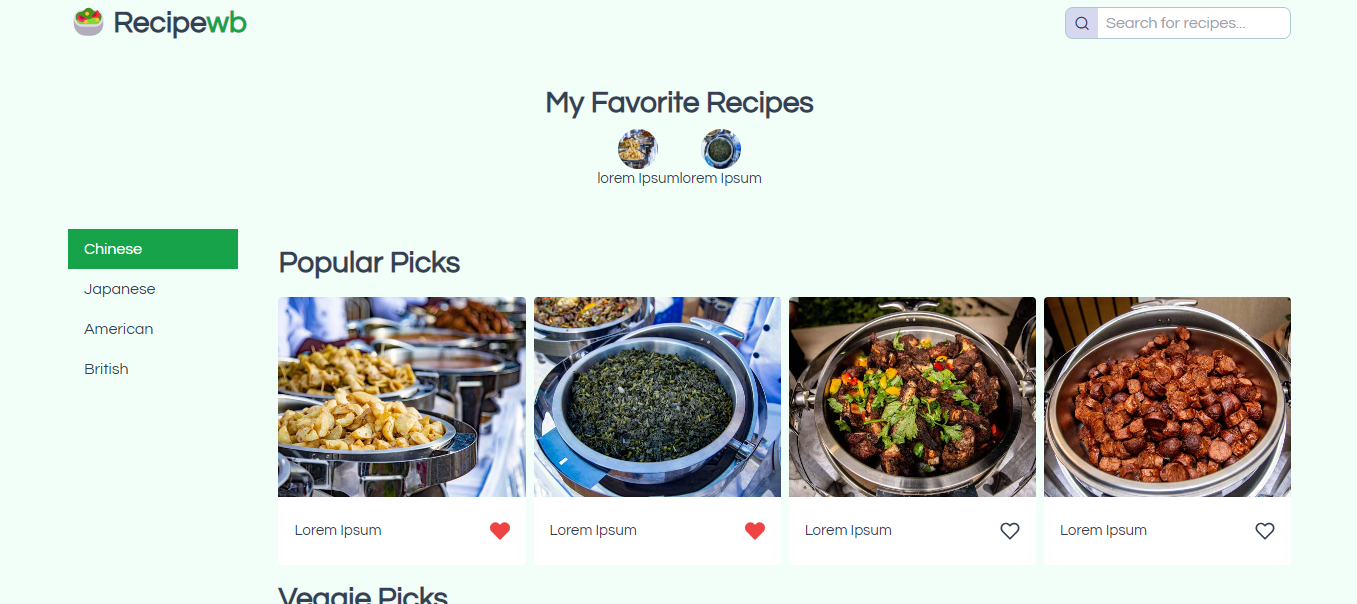 Recipewb
Search for recipes...
My Favorite Recipes
lorem Ipsumlorem Ipsum
Chinese
Japanese
American
British
Popular Picks
Lorem Ipsum
Lorem Ipsum
Lorem Ipsum
Lorem Ipsum
Veggie Picks